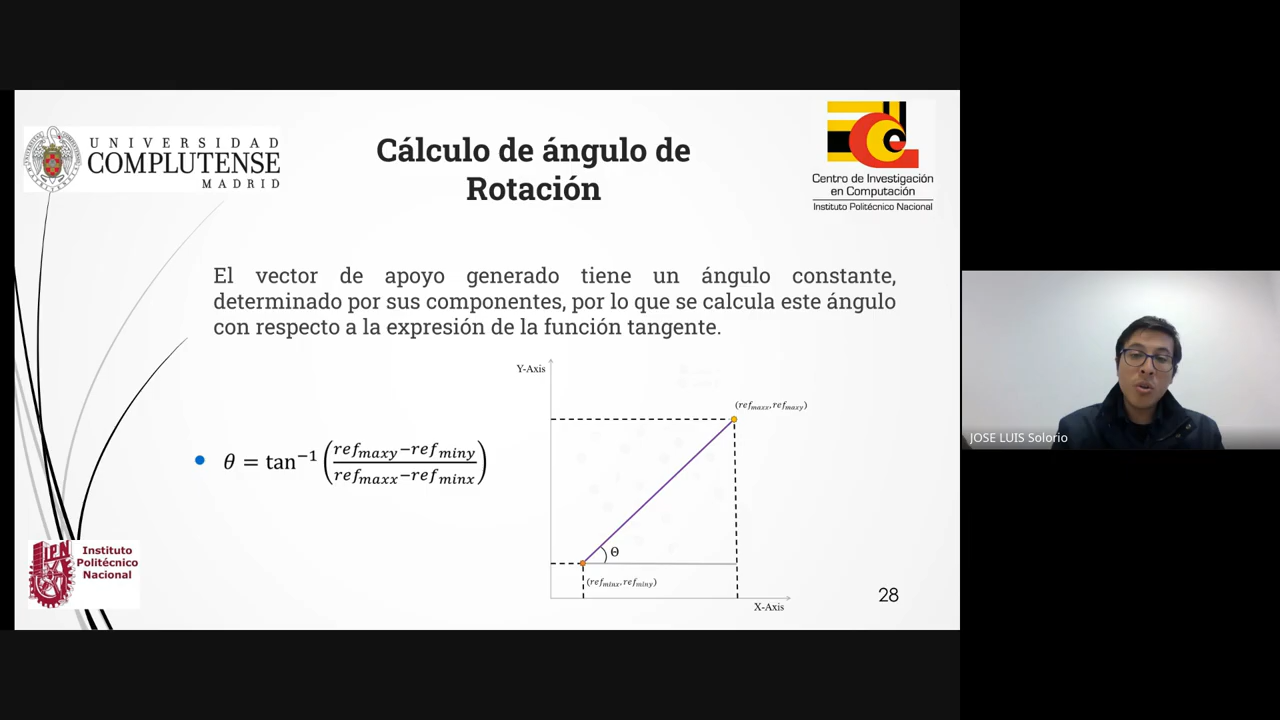 UNIVERSIDAD
COMPLUTENSE
MADRID
Cálculo de ángulo de
Rotación
Centro de Investigación
en Computación
Instituto Politécnico Nacional
El vector de apoyo generado tiene un ángulo constante,
determinado por sus componentes, por lo que se calcula este ángulo
con respecto a la expresión de la función tangente.
θ = tan⁻¹ (ref_maxy − ref_miny / ref_maxx − ref_minx)
Y-Axis
(ref_maxx, ref_maxy)
Θ
(ref_minx, ref_miny)
X-Axis
IPN
Instituto
Politécnico
Nacional
28
JOSE LUIS Solorio